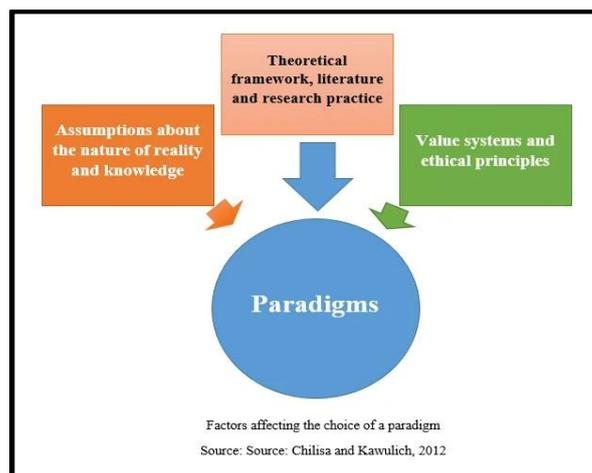 Theoretical
framework, literature
and research practice
Assumptions about
the nature of reality
and knowledge
Value systems and
ethical principles
Paradigms
Factors affecting the choice of a paradigm
Source: Source: Chilisa and Kawulich, 2012